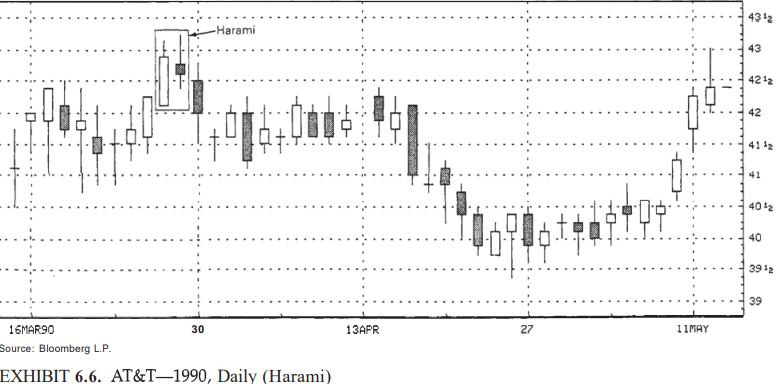 43½
Harami
43
42½
42
41½
41
40½
40
39½
39
16MAR90 30 13APR 27 11MAY
Source: Bloomberg L.P.
EXHIBIT 6.6. AT&T—1990, Daily (Harami)